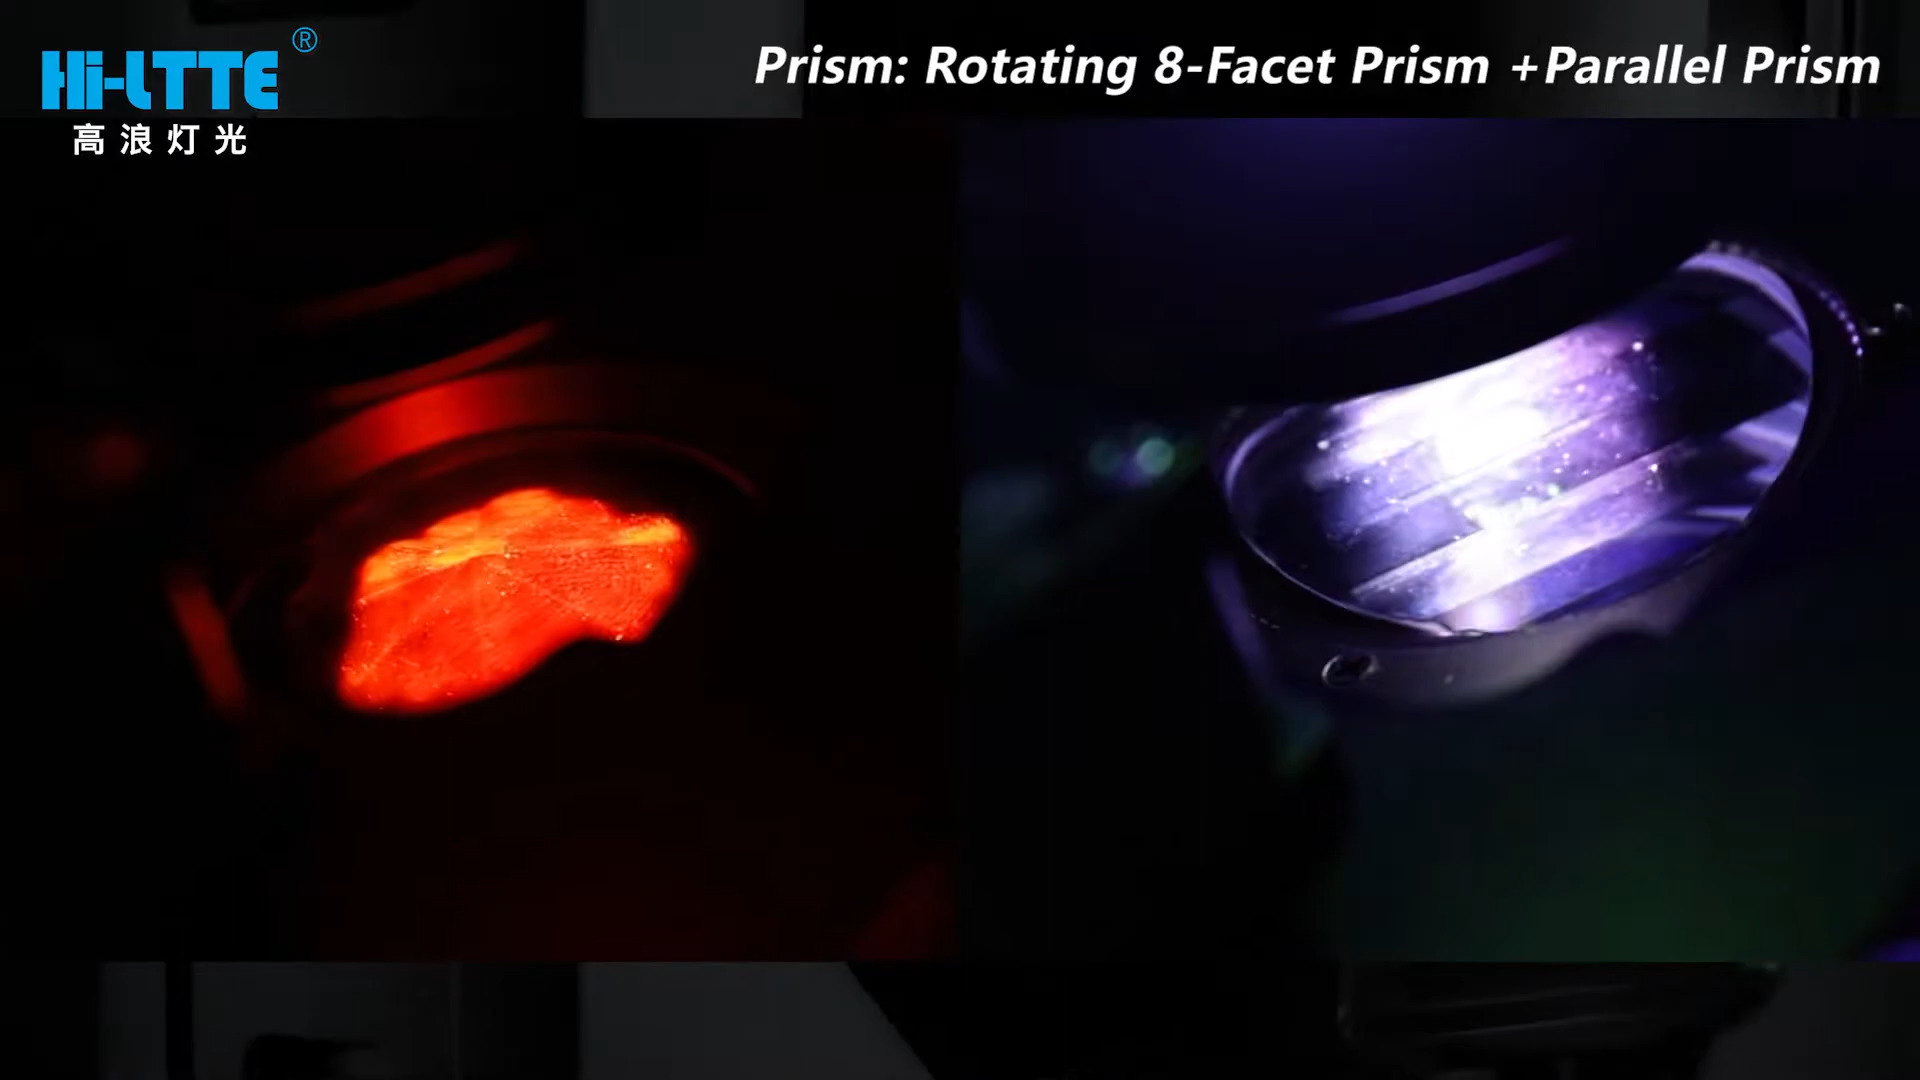 Hi-LTTE®
高浪灯光
Prism: Rotating 8-Facet Prism +Parallel Prism